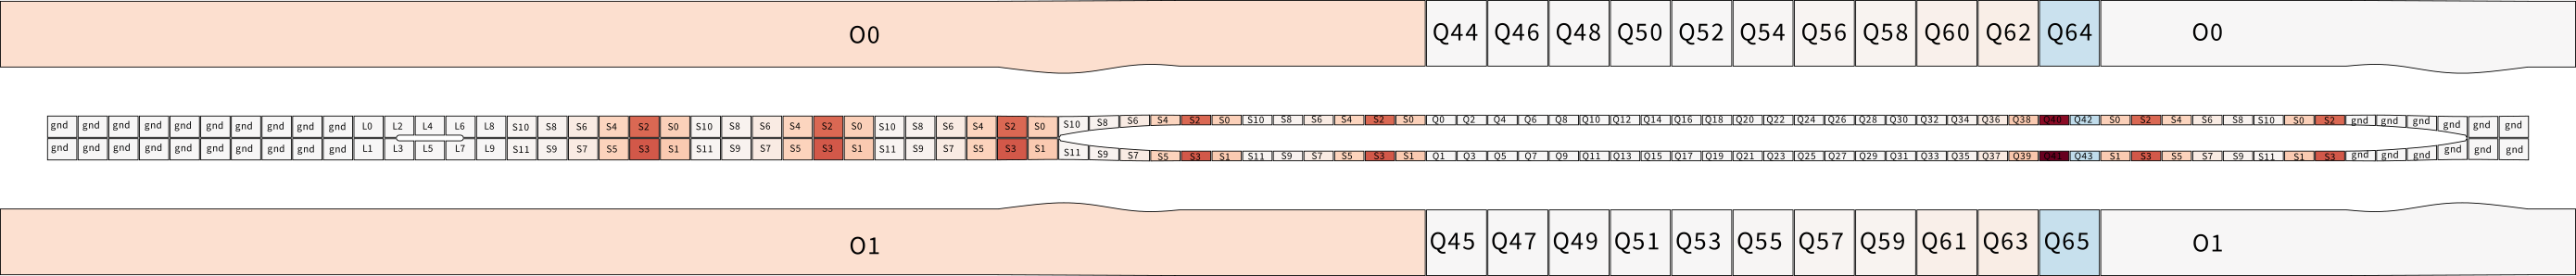 O0 Q44 Q46 Q48 Q50 Q52 Q54 Q56 Q58 Q60 Q62 Q64 O0
gnd gnd gnd gnd gnd gnd gnd gnd gnd gnd L0 L2 L4 L6 L8 S10 S8 S6 S4 S2 S0 S10 S8 S6 S4 S2 S0 S10 S8 S6 S4 S2 S0 S10 S8 S6 S4 S2 S0 S10 S8 S6 S4 S2 S0 Q0 Q2 Q4 Q6 Q8 Q10 Q12 Q14 Q16 Q18 Q20 Q22 Q24 Q26 Q28 Q30 Q32 Q34 Q36 Q38 Q40 Q42 S0 S2 S4 S6 S8 S10 S0 S2 gnd gnd gnd gnd gnd gnd
gnd gnd gnd gnd gnd gnd gnd gnd gnd gnd L1 L3 L5 L7 L9 S11 S9 S7 S5 S3 S1 S11 S9 S7 S5 S3 S1 S11 S9 S7 S5 S3 S1 S11 S9 S7 S5 S3 S1 S11 S9 S7 S5 S3 S1 Q1 Q3 Q5 Q7 Q9 Q11 Q13 Q15 Q17 Q19 Q21 Q23 Q25 Q27 Q29 Q31 Q33 Q35 Q37 Q39 Q41 Q43 S1 S3 S5 S7 S9 S11 S1 S3 gnd gnd gnd gnd gnd gnd
O1 Q45 Q47 Q49 Q51 Q53 Q55 Q57 Q59 Q61 Q63 Q65 O1